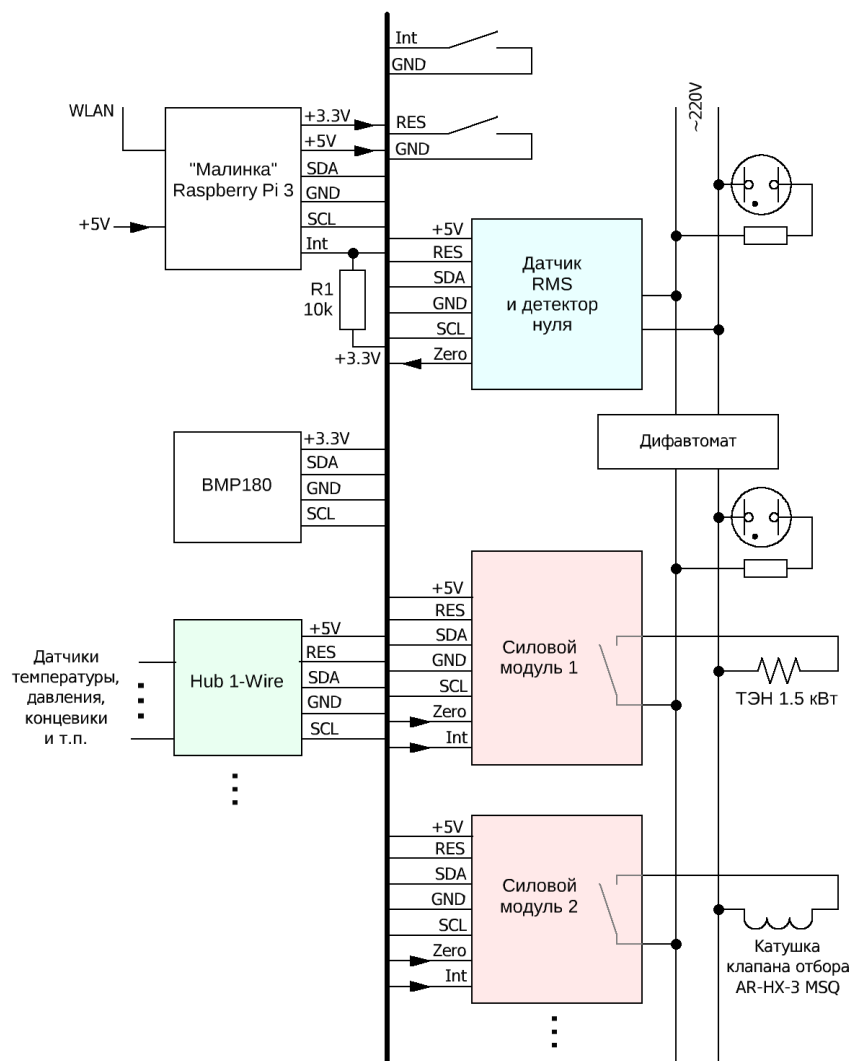 Int
GND
WLAN
"Малинка"
Raspberry Pi 3
+5V
+3.3V
+5V
SDA
GND
SCL
Int
R1
10k
+3.3V
RES
GND
~220V
+5V
RES
SDA
GND
SCL
Zero
Датчик
RMS
и детектор
нуля
Дифавтомат
BMP180
+3.3V
SDA
GND
SCL
Датчики
температуры,
давления,
концевики
и т.п.
Hub 1-Wire
+5V
RES
SDA
GND
SCL
+5V
RES
SDA
GND
SCL
Zero
Int
Силовой
модуль 1
ТЭН 1.5 кВт
+5V
RES
SDA
GND
SCL
Zero
Int
Силовой
модуль 2
Катушка
клапана отбора
AR-HX-3 MSQ